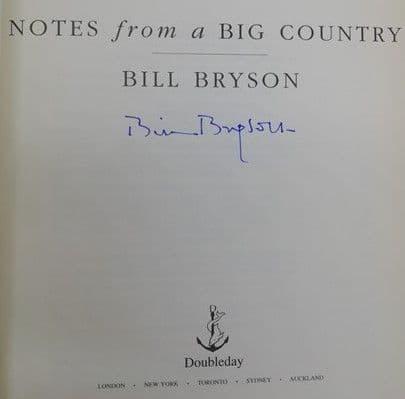 NOTES from a BIG COUNTRY
BILL BRYSON
Bill Bryson
Doubleday
LONDON · NEW YORK · TORONTO · SYDNEY · AUCKLAND